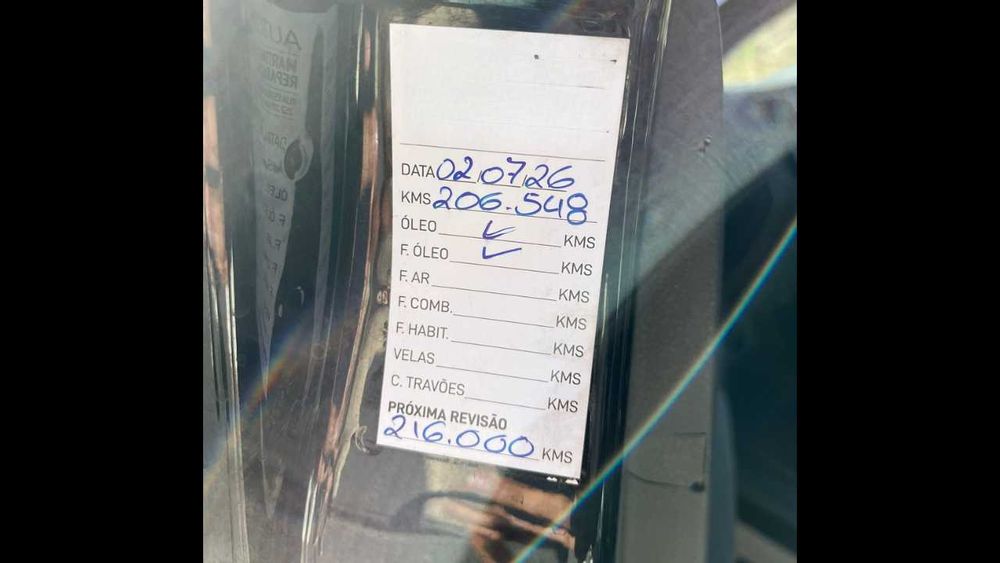 DATA 02/07/26
KMS 206.548
ÓLEO ✓ KMS
F. ÓLEO ✓ KMS
F. AR KMS
F. COMB. KMS
F. HABIT. KMS
VELAS KMS
C. TRAVÕES KMS
PRÓXIMA REVISÃO
216.000 KMS